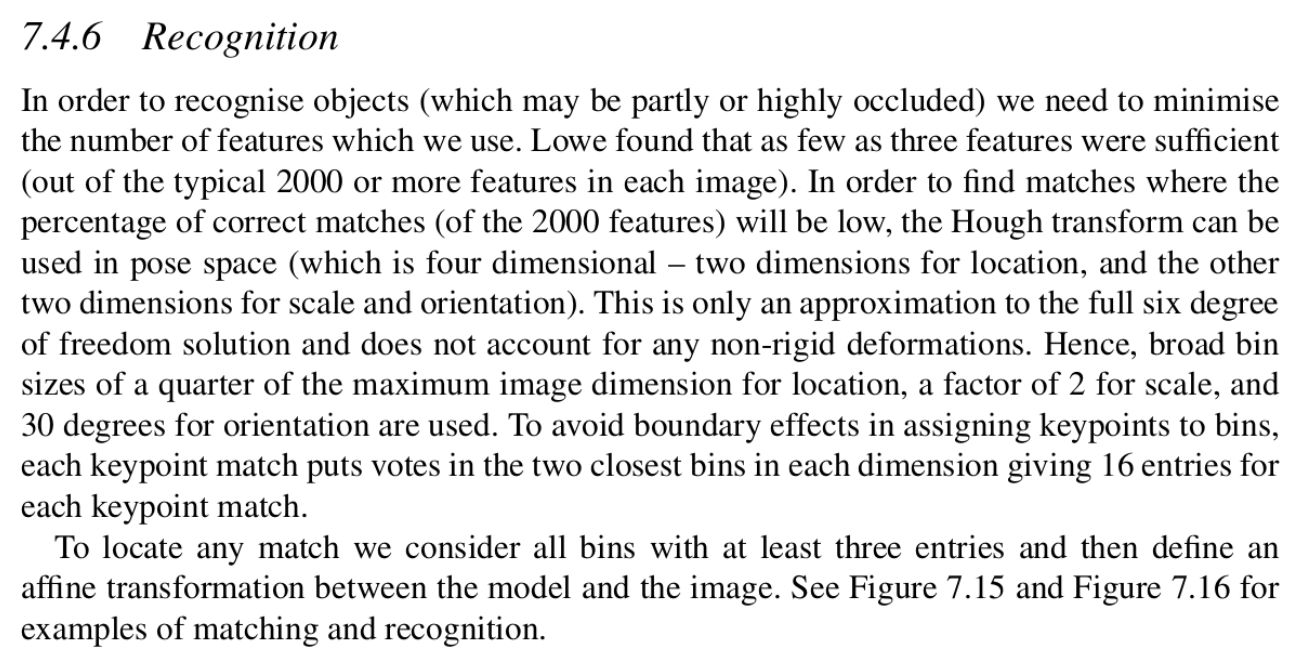 7.4.6 Recognition
In order to recognise objects (which may be partly or highly occluded) we need to minimise
the number of features which we use. Lowe found that as few as three features were sufficient
(out of the typical 2000 or more features in each image). In order to find matches where the
percentage of correct matches (of the 2000 features) will be low, the Hough transform can be
used in pose space (which is four dimensional – two dimensions for location, and the other
two dimensions for scale and orientation). This is only an approximation to the full six degree
of freedom solution and does not account for any non-rigid deformations. Hence, broad bin
sizes of a quarter of the maximum image dimension for location, a factor of 2 for scale, and
30 degrees for orientation are used. To avoid boundary effects in assigning keypoints to bins,
each keypoint match puts votes in the two closest bins in each dimension giving 16 entries for
each keypoint match.
To locate any match we consider all bins with at least three entries and then define an
affine transformation between the model and the image. See Figure 7.15 and Figure 7.16 for
examples of matching and recognition.